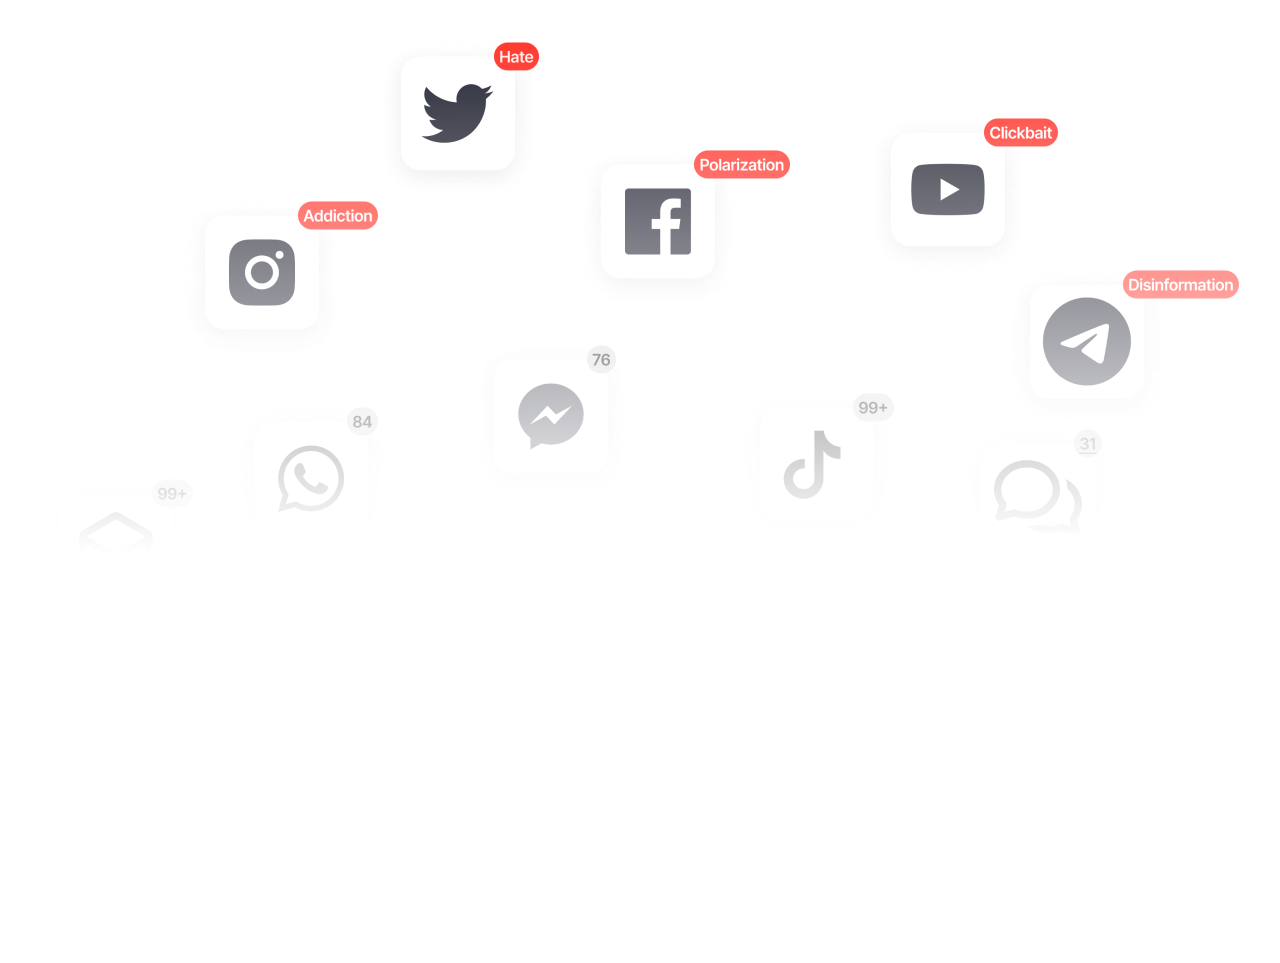 Hate
Clickbait
Polarization
Addiction
Disinformation
76
99+
84
31
99+